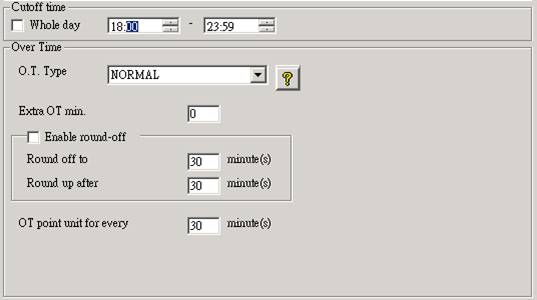 Cutoff time
Whole day 18:00 - 23:59
Over Time
O.T. Type NORMAL ?
Extra OT min. 0
Enable round-off
Round off to 30 minute(s)
Round up after 30 minute(s)
OT point unit for every 30 minute(s)